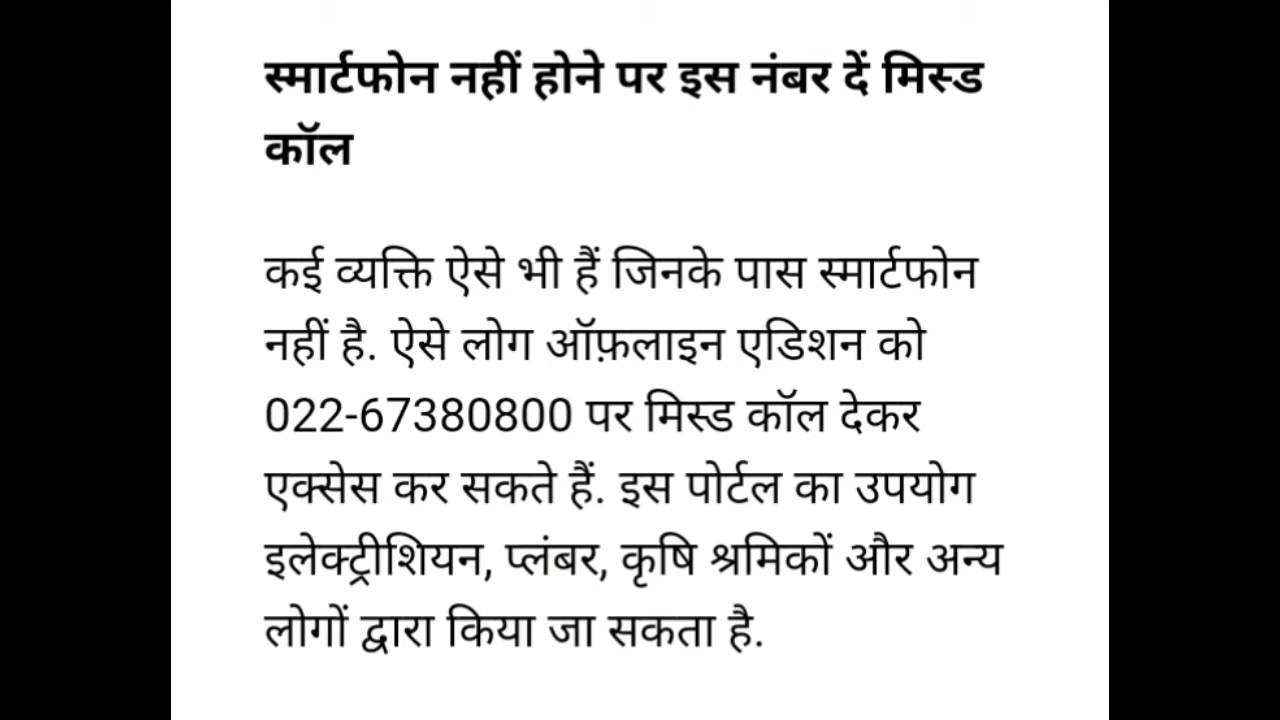 स्मार्टफोन नहीं होने पर इस नंबर दें मिस्ड
कॉल
कई व्यक्ति ऐसे भी हैं जिनके पास स्मार्टफोन
नहीं है. ऐसे लोग ऑफ़लाइन एडिशन को
022-67380800 पर मिस्ड कॉल देकर
एक्सेस कर सकते हैं. इस पोर्टल का उपयोग
इलेक्ट्रीशियन, प्लंबर, कृषि श्रमिकों और अन्य
लोगों द्वारा किया जा सकता है.